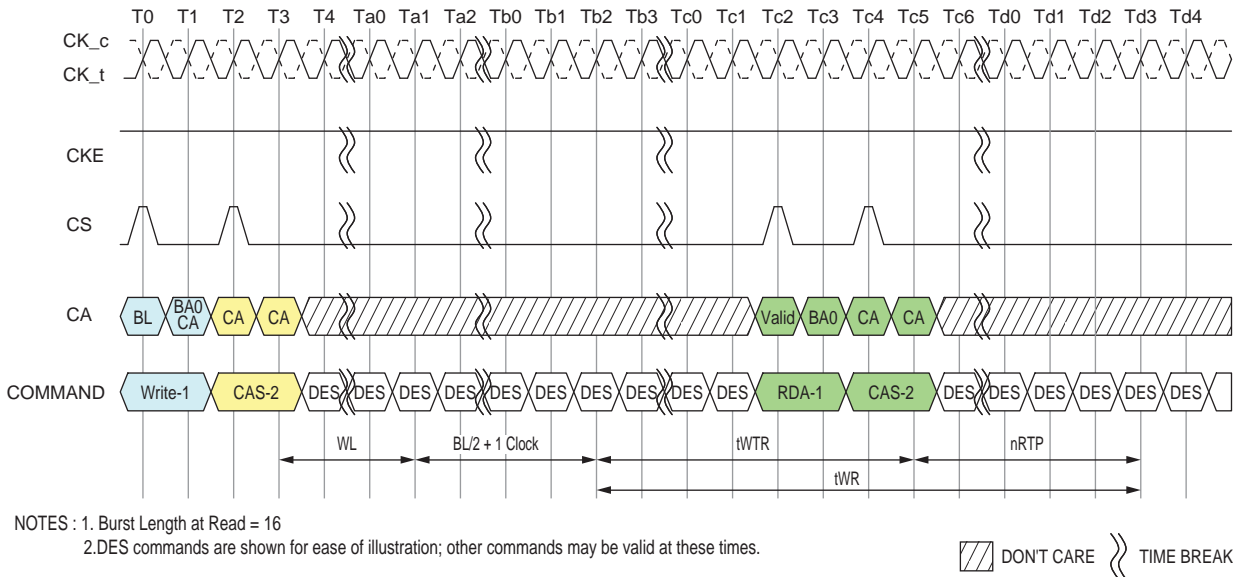 T0 T1 T2 T3 T4 Ta0 Ta1 Ta2 Tb0 Tb1 Tb2 Tb3 Tc0 Tc1 Tc2 Tc3 Tc4 Tc5 Tc6 Td0 Td1 Td2 Td3 Td4
CK_c
CK_t
CKE
CS
CA BL BA0 CA CA CA Valid BA0 CA CA
COMMAND Write-1 CAS-2 DES DES DES DES DES DES DES DES DES DES RDA-1 CAS-2 DES DES DES DES DES DES
WL BL/2 + 1 Clock tWTR nRTP
tWR
NOTES : 1. Burst Length at Read = 16
2.DES commands are shown for ease of illustration; other commands may be valid at these times.
DON'T CARE TIME BREAK